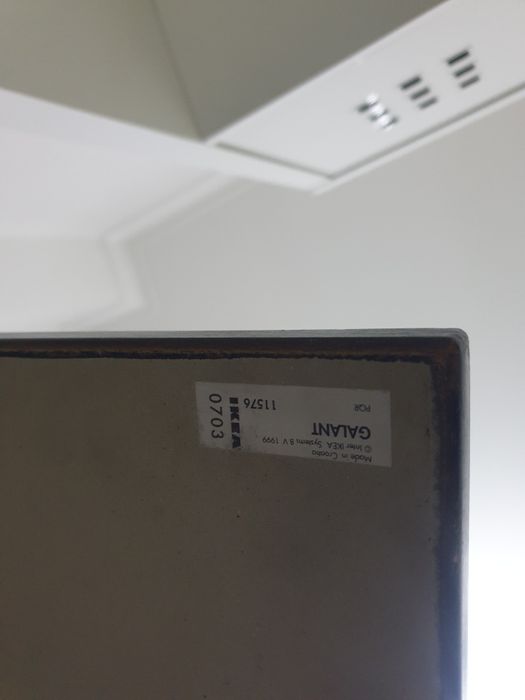 Made in Croatia
© Inter IKEA Systems B.V. 1999
GALANT
PQR
11576
IKEA
0703